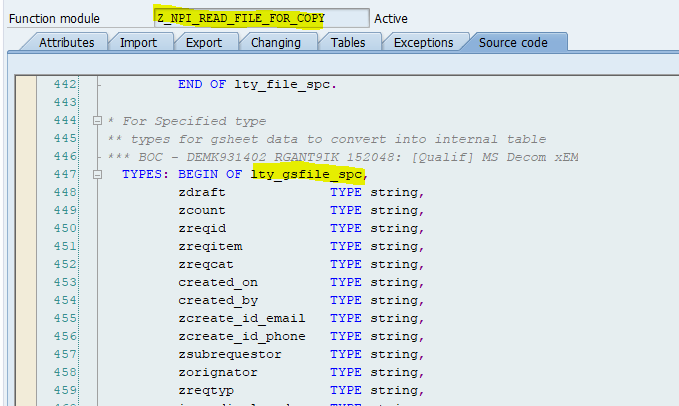 Function module Z_NPI_READ_FILE_FOR_COPY Active
Attributes Import Export Changing Tables Exceptions Source code
442 END OF lty_file_spc.
443
444 * For Specified type
445 ** types for gsheet data to convert into internal table
446 *** BOC - DEMK931402 RGANT9IK 152048: [Qualif] MS Decom xEM
447 TYPES: BEGIN OF lty_gsfile_spc,
448 zdraft TYPE string,
449 zcount TYPE string,
450 zreqid TYPE string,
451 zreqitem TYPE string,
452 zreqcat TYPE string,
453 created_on TYPE string,
454 created_by TYPE string,
455 zcreate_id_email TYPE string,
456 zcreate_id_phone TYPE string,
457 zsubrequestor TYPE string,
458 zorignator TYPE string,
459 zreqtyp TYPE string,